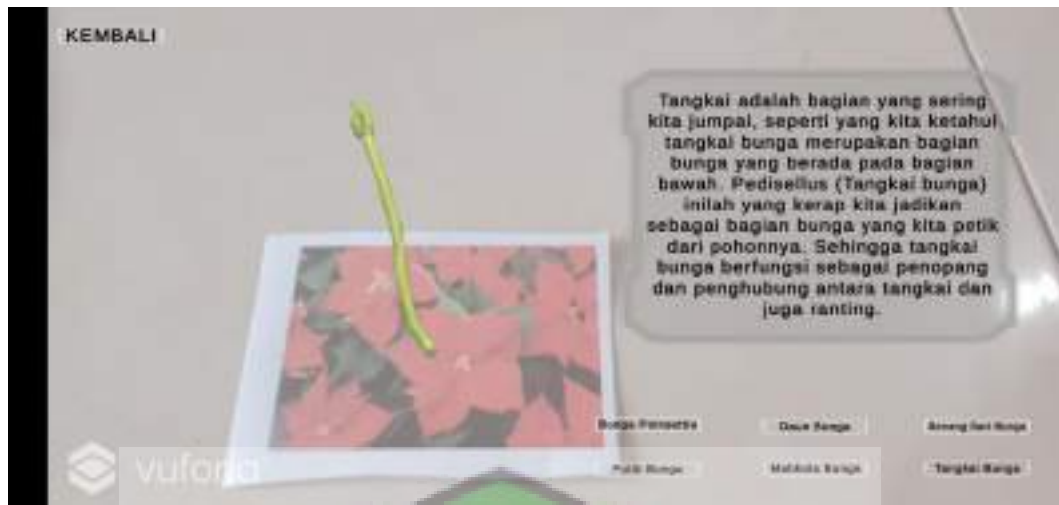 KEMBALI
Tangkai adalah bagian yang sering
kita jumpai, seperti yang kita ketahui
tangkai bunga merupakan bagian
bunga yang berada pada bagian
bawah. Pediselius (Tangkai bunga)
inilah yang kerap kita jadikan
sebagai bagian bunga yang kita petik
dari pohonnya. Sehingga tangkai
bunga berfungsi sebagai penopang
dan penghubung antara tangkai dan
juga ranting.
Bunga Poinsettia
Daun Bunga
Benang Sari Bunga
Putik Bunga
Mahkota Bunga
Tangkai Bunga
vuforia